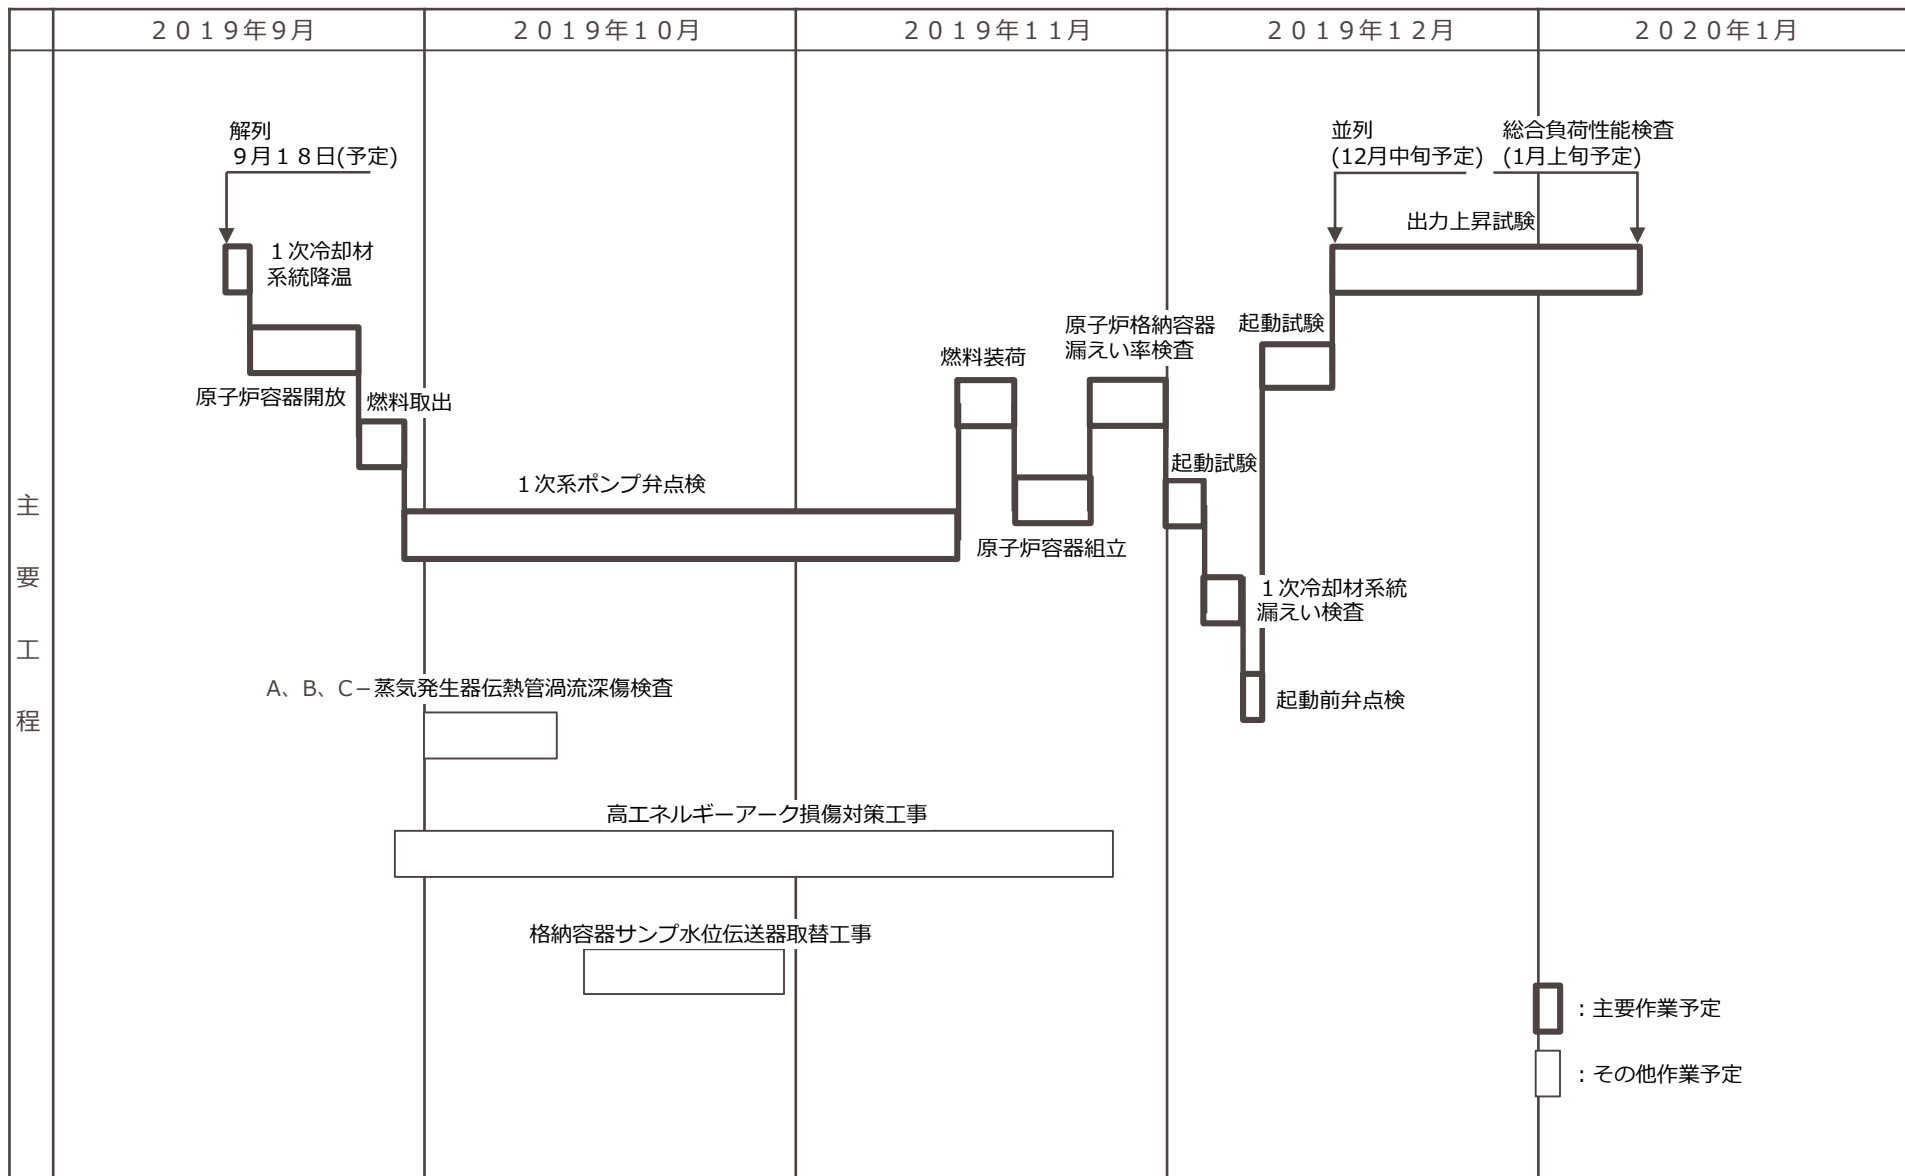 ２０１９年９月
２０１９年１０月
２０１９年１１月
２０１９年１２月
２０２０年１月
主要工程
解列
９月１８日(予定)
並列
(12月中旬予定)
総合負荷性能検査
(1月上旬予定)
出力上昇試験
１次冷却材
系統降温
原子炉容器開放
燃料取出
１次系ポンプ弁点検
燃料装荷
原子炉格納容器
漏えい率検査
起動試験
起動試験
原子炉容器組立
１次冷却材系統
漏えい検査
起動前弁点検
A、B、C－蒸気発生器伝熱管渦流深傷検査
高エネルギーアーク損傷対策工事
格納容器サンプ水位伝送器取替工事
：主要作業予定
：その他作業予定